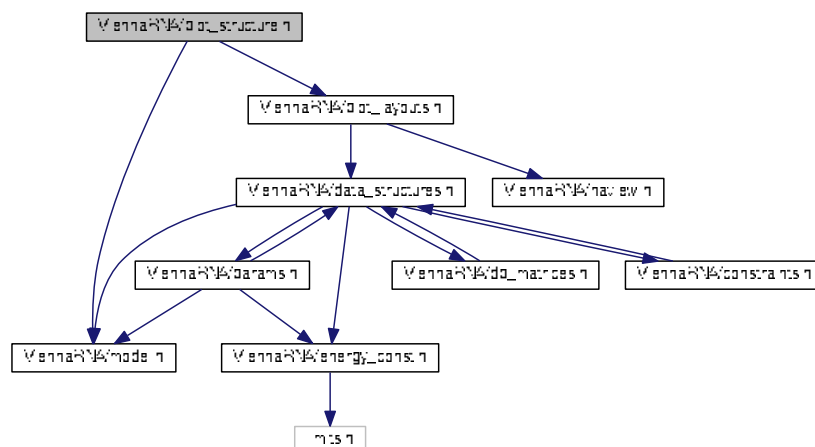 ViennaRNA/plot_structure.h
ViennaRNA/plot_layouts.h
ViennaRNA/data_structures.h
ViennaRNA/naview.h
ViennaRNA/params.h
ViennaRNA/dp_matrices.h
ViennaRNA/constraints.h
ViennaRNA/model.h
ViennaRNA/energy_const.h
limits.h